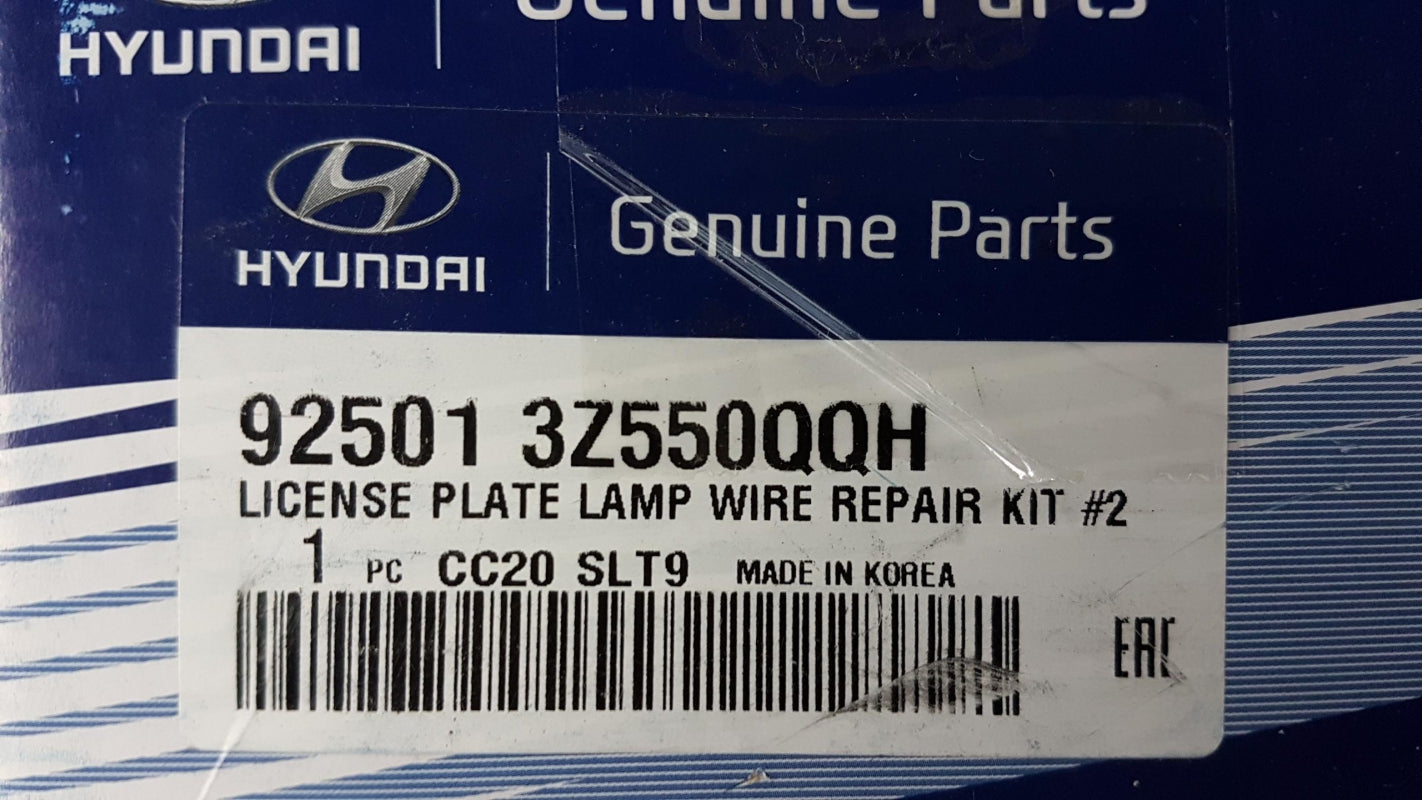 Genuine Parts
HYUNDAI
HYUNDAI
Genuine Parts
92501 3Z550QQH
LICENSE PLATE LAMP WIRE REPAIR KIT #2
1 PC CC20 SLT9 MADE IN KOREA
EAC